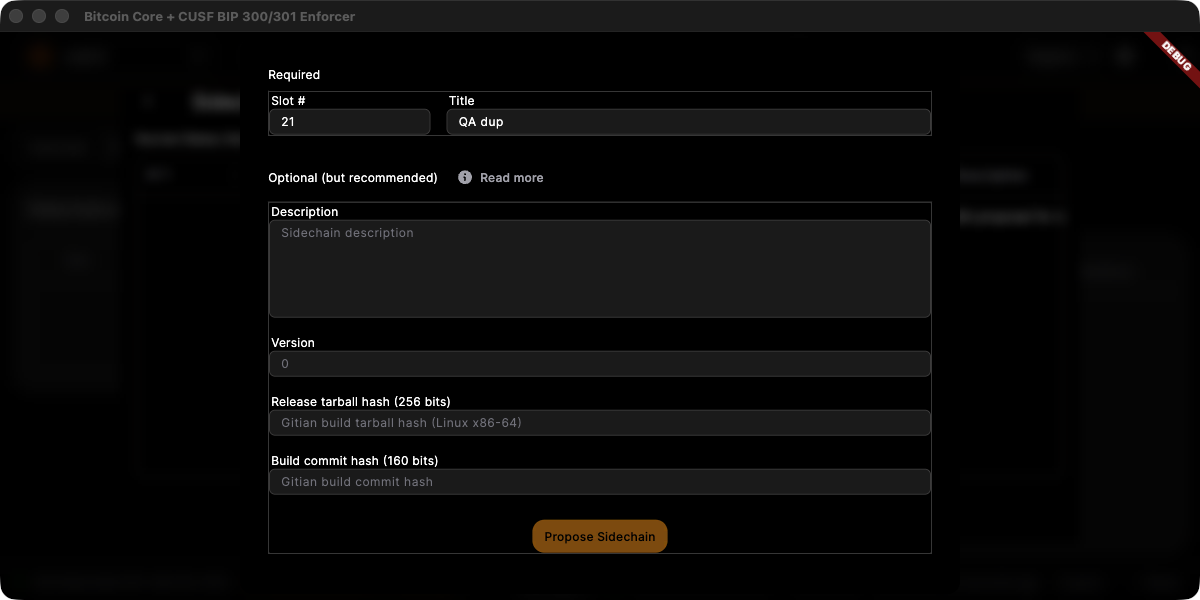 Bitcoin Core + CUSF BIP 300/301 Enforcer
DEBUG
Required
Slot #
Title
21
QA dup
Optional (but recommended)
Read more
Description
Sidechain description
Version
0
Release tarball hash (256 bits)
Gitian build tarball hash (Linux x86-64)
Build commit hash (160 bits)
Gitian build commit hash
Propose Sidechain